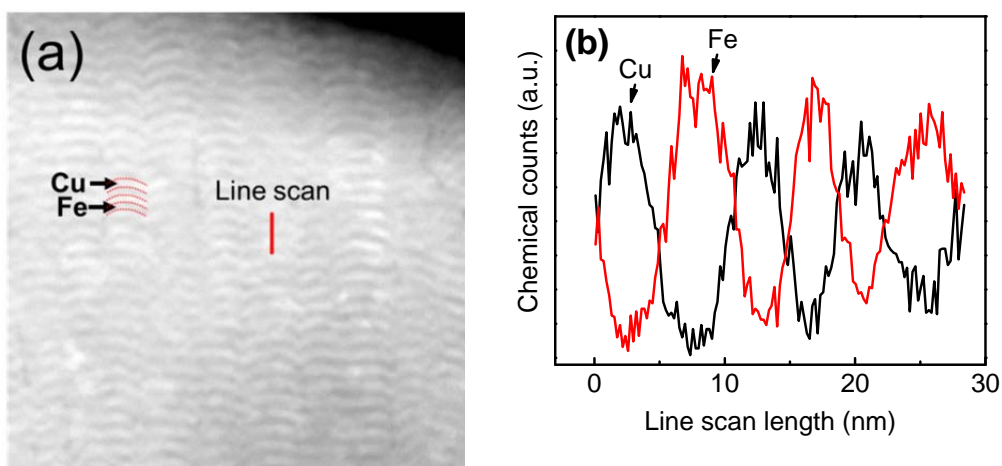 (a)
Cu
Fe
Line scan
(b)
Fe
Cu
Chemical counts (a.u.)
0 10 20 30
Line scan length (nm)